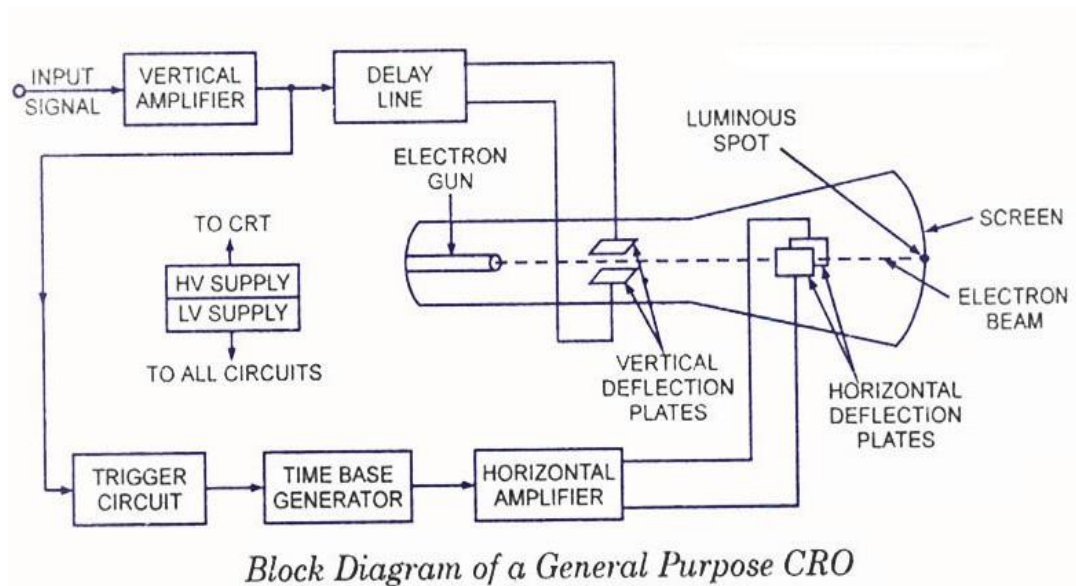 INPUT
SIGNAL
VERTICAL
AMPLIFIER
DELAY
LINE
LUMINOUS
SPOT
ELECTRON
GUN
SCREEN
TO CRT
HV SUPPLY
LV SUPPLY
TO ALL CIRCUITS
ELECTRON
BEAM
VERTICAL
DEFLECTION
PLATES
HORIZONTAL
DEFLECTION
PLATES
TRIGGER
CIRCUIT
TIME BASE
GENERATOR
HORIZONTAL
AMPLIFIER
Block Diagram of a General Purpose CRO